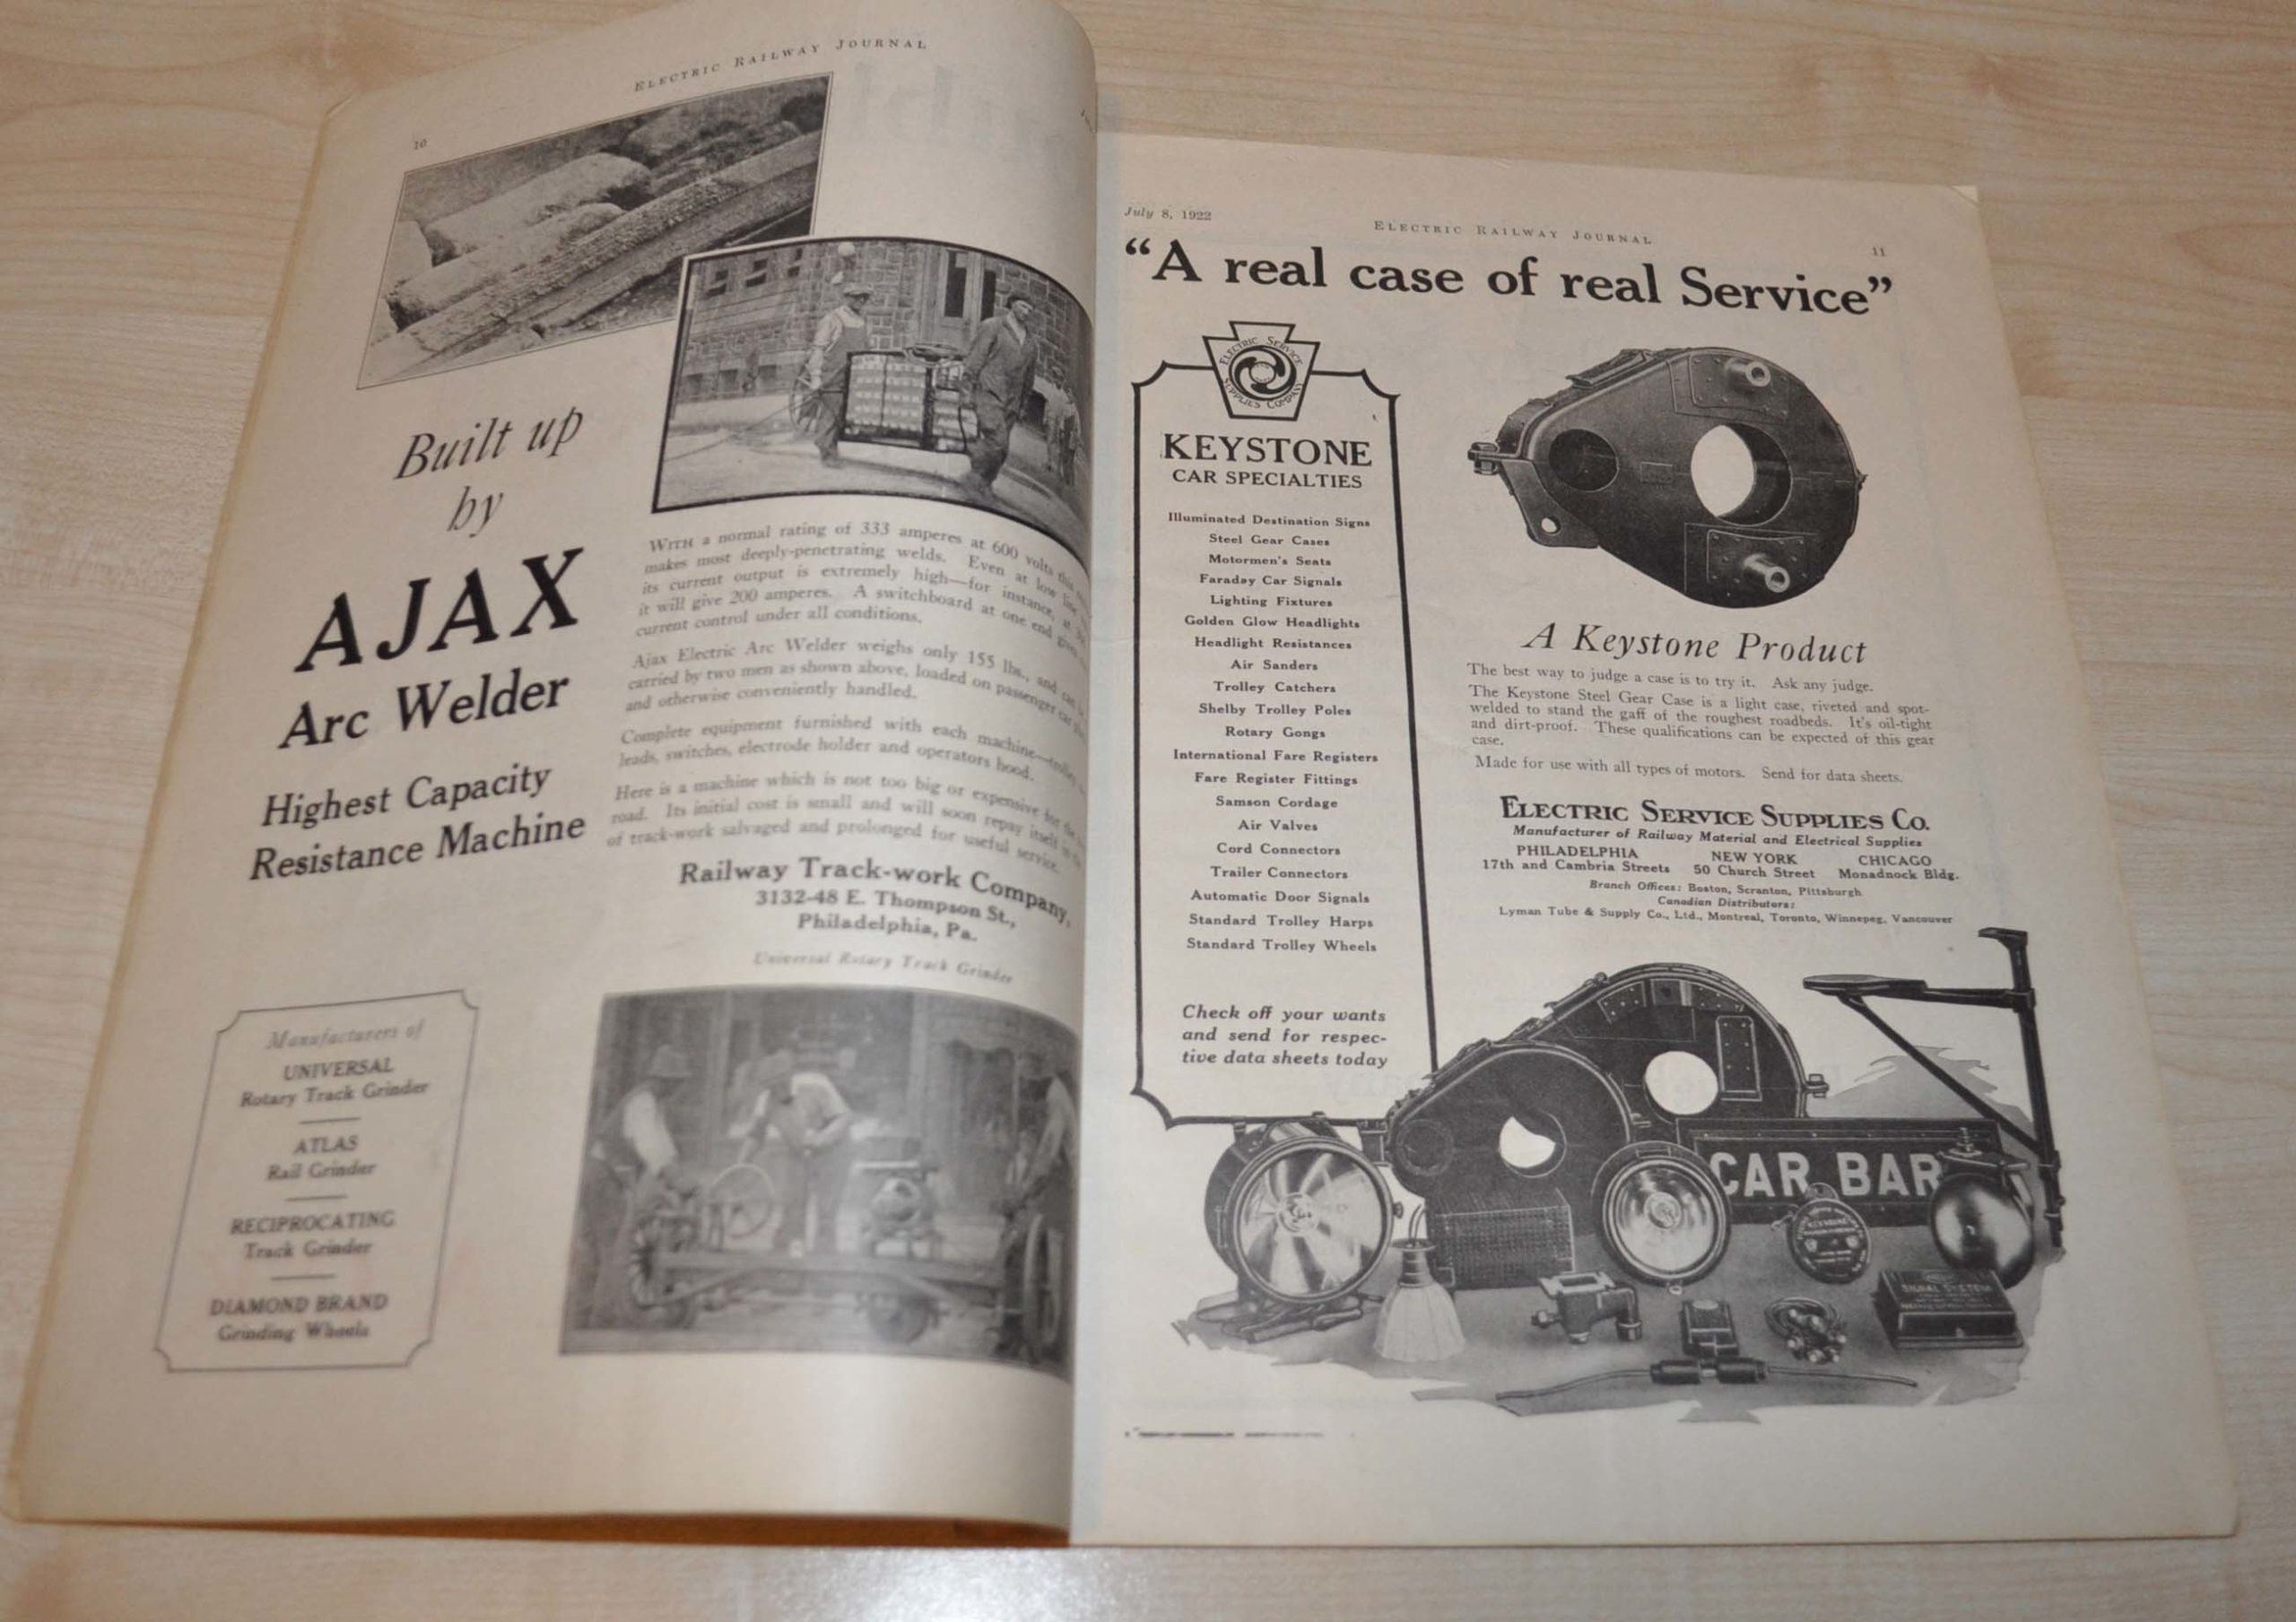 10
ELECTRIC RAILWAY JOURNAL
Built up
by
AJAX
Arc Welder
Highest Capacity
Resistance Machine
WITH a normal rating of 333 amperes at 600 volts this
makes most deeply-penetrating welds. Even at low line
its current output is extremely high—for instance, at
it will give 200 amperes. A switchboard at one end gives
current control under all conditions.
Ajax Electric Arc Welder weighs only 155 lbs., and can be
carried by two men as shown above, loaded on passenger car
and otherwise conveniently handled.
Complete equipment furnished with each machine—trolley
leads, switches, electrode holder and operators hood.
Here is a machine which is not too big or expensive for the
road. Its initial cost is small and will soon repay itself in the
of track-work salvaged and prolonged for useful service.
Railway Track-work Company,
3132-48 E. Thompson St.,
Philadelphia, Pa.
Universal Rotary Track Grinder
Manufacturers of
UNIVERSAL
Rotary Track Grinder
ATLAS
Rail Grinder
RECIPROCATING
Track Grinder
DIAMOND BRAND
Grinding Wheels
July 8, 1922
ELECTRIC RAILWAY JOURNAL
11
“A real case of real Service”
ELECTRIC SERVICE
SUPPLIES COMPANY
KEYSTONE
CAR SPECIALTIES
Illuminated Destination Signs
Steel Gear Cases
Motormen's Seats
Faraday Car Signals
Lighting Fixtures
Golden Glow Headlights
Headlight Resistances
Air Sanders
Trolley Catchers
Shelby Trolley Poles
Rotary Gongs
International Fare Registers
Fare Register Fittings
Samson Cordage
Air Valves
Cord Connectors
Trailer Connectors
Automatic Door Signals
Standard Trolley Harps
Standard Trolley Wheels
Check off your wants
and send for respec-
tive data sheets today
A Keystone Product
The best way to judge a case is to try it. Ask any judge.
The Keystone Steel Gear Case is a light case, riveted and spot-
welded to stand the gaff of the roughest roadbeds. It's oil-tight
and dirt-proof. These qualifications can be expected of this gear
case.
Made for use with all types of motors. Send for data sheets.
ELECTRIC SERVICE SUPPLIES CO.
Manufacturer of Railway Material and Electrical Supplies
PHILADELPHIA NEW YORK CHICAGO
17th and Cambria Streets 50 Church Street Monadnock Bldg.
Branch Offices: Boston, Scranton, Pittsburgh
Canadian Distributors:
Lyman Tube & Supply Co., Ltd., Montreal, Toronto, Winnepeg, Vancouver
CAR BAR
KEYSTONE
SIGNAL SYSTEM